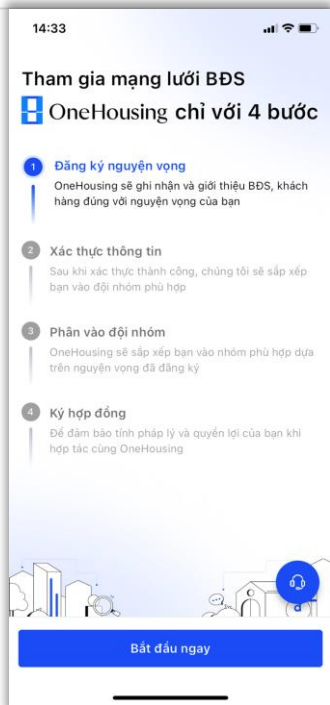 14:33
Tham gia mạng lưới BĐS
OneHousing chỉ với 4 bước
1 Đăng ký nguyện vọng
OneHousing sẽ ghi nhận và giới thiệu BĐS, khách
hàng đúng với nguyện vọng của bạn
2 Xác thực thông tin
Sau khi xác thực thành công, chúng tôi sẽ sắp xếp
bạn vào đội nhóm phù hợp
3 Phân vào đội nhóm
OneHousing sẽ sắp xếp bạn vào nhóm phù hợp dựa
trên nguyện vọng đã đăng ký
4 Ký hợp đồng
Để đảm bảo tính pháp lý và quyền lợi của bạn khi
hợp tác cùng OneHousing
Bắt đầu ngay